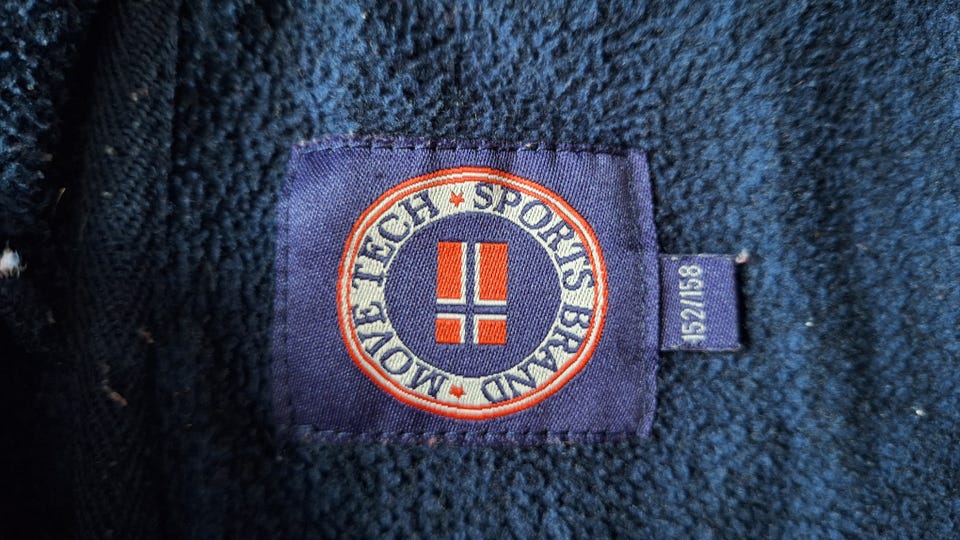 MOVE TECH ★ SPORTS BRAND ★
152/158